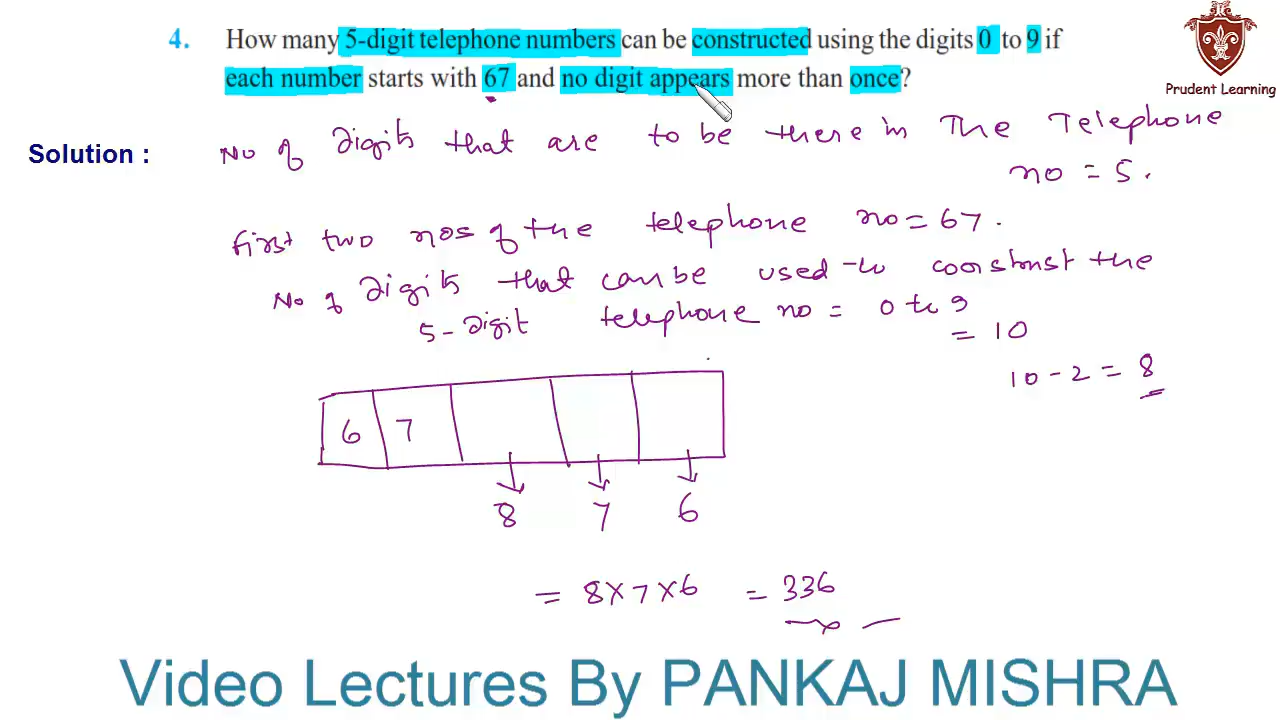 4. How many 5-digit telephone numbers can be constructed using the digits 0 to 9 if
each number starts with 67 and no digit appears more than once?
Prudent Learning
Solution :
No of digits that are to be there in The Telephone
no = 5.
First two nos of the telephone no = 67.
No of digits that can be used to constonst the
5-digit telephone no = 0 to 9
= 10
10 - 2 = 8
6 7
8 7 6
= 8 × 7 × 6 = 336
Video Lectures By PANKAJ MISHRA